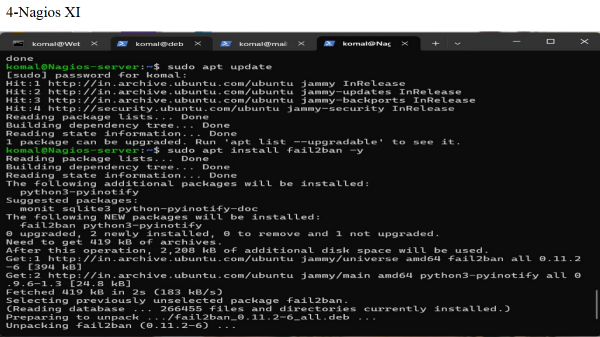 4-Nagios XI
komal@Wet
komal@deb
komal@mai
komal@Nag
done
komal@Nagios-server:~$ sudo apt update
[sudo] password for komal:
Hit:1 http://in.archive.ubuntu.com/ubuntu jammy InRelease
Hit:2 http://in.archive.ubuntu.com/ubuntu jammy-updates InRelease
Hit:3 http://in.archive.ubuntu.com/ubuntu jammy-backports InRelease
Hit:4 http://security.ubuntu.com/ubuntu jammy-security InRelease
Reading package lists... Done
Building dependency tree... Done
Reading state information... Done
1 package can be upgraded. Run 'apt list --upgradable' to see it.
komal@Nagios-server:~$ sudo apt install fail2ban -y
Reading package lists... Done
Building dependency tree... Done
Reading state information... Done
The following additional packages will be installed:
python3-pyinotify
Suggested packages:
monit sqlite3 python-pyinotify-doc
The following NEW packages will be installed:
fail2ban python3-pyinotify
0 upgraded, 2 newly installed, 0 to remove and 1 not upgraded.
Need to get 419 kB of archives.
After this operation, 2,208 kB of additional disk space will be used.
Get:1 http://in.archive.ubuntu.com/ubuntu jammy/universe amd64 fail2ban all 0.11.2
-6 [394 kB]
Get:2 http://in.archive.ubuntu.com/ubuntu jammy/main amd64 python3-pyinotify all 0
.9.6-1.3 [24.8 kB]
Fetched 419 kB in 2s (183 kB/s)
Selecting previously unselected package fail2ban.
(Reading database ... 266455 files and directories currently installed.)
Preparing to unpack .../fail2ban_0.11.2-6_all.deb ...
Unpacking fail2ban (0.11.2-6) ...